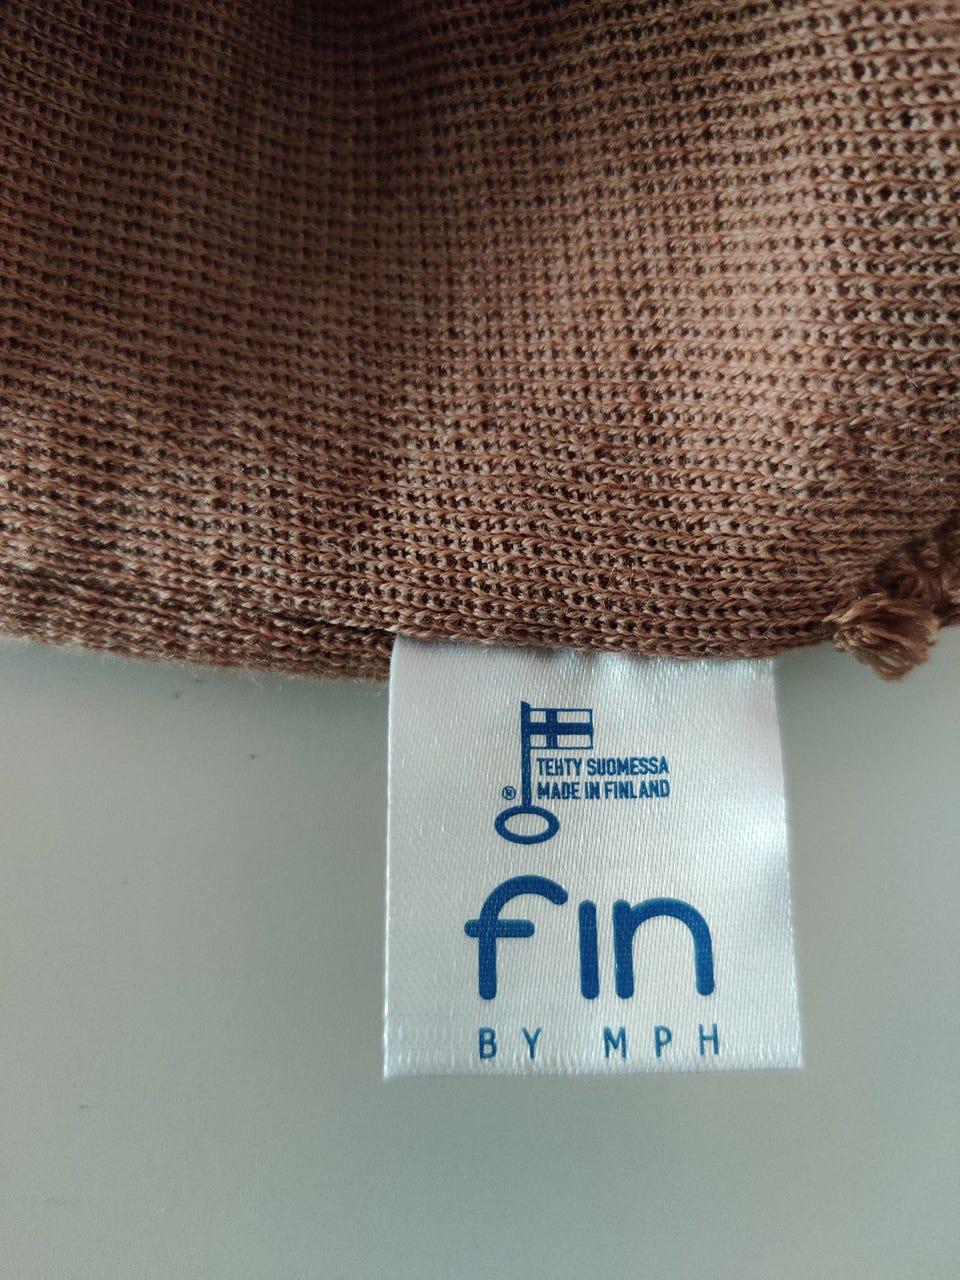 TEHTY SUOMESSA
® MADE IN FINLAND
fin
BY MPH